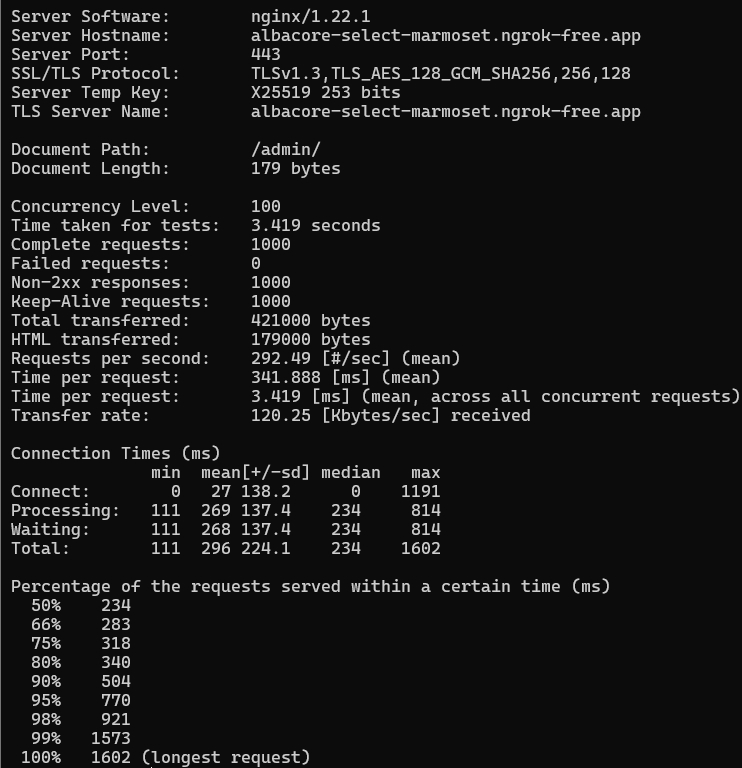 Server Software:        nginx/1.22.1
Server Hostname:        albacore-select-marmoset.ngrok-free.app
Server Port:            443
SSL/TLS Protocol:       TLSv1.3,TLS_AES_128_GCM_SHA256,256,128
Server Temp Key:        X25519 253 bits
TLS Server Name:        albacore-select-marmoset.ngrok-free.app

Document Path:          /admin/
Document Length:        179 bytes

Concurrency Level:      100
Time taken for tests:   3.419 seconds
Complete requests:      1000
Failed requests:        0
Non-2xx responses:      1000
Keep-Alive requests:    1000
Total transferred:      421000 bytes
HTML transferred:       179000 bytes
Requests per second:    292.49 [#/sec] (mean)
Time per request:       341.888 [ms] (mean)
Time per request:       3.419 [ms] (mean, across all concurrent requests)
Transfer rate:          120.25 [Kbytes/sec] received

Connection Times (ms)
              min  mean[+/-sd] median   max
Connect:        0   27 138.2      0    1191
Processing:   111  269 137.4    234     814
Waiting:      111  268 137.4    234     814
Total:        111  296 224.1    234    1602

Percentage of the requests served within a certain time (ms)
  50%    234
  66%    283
  75%    318
  80%    340
  90%    504
  95%    770
  98%    921
  99%   1573
 100%   1602 (longest request)